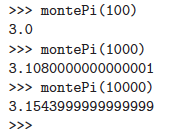 >>> montePi(100)
3.0
>>> montePi(1000)
3.1080000000000001
>>> montePi(10000)
3.1543999999999999
>>>